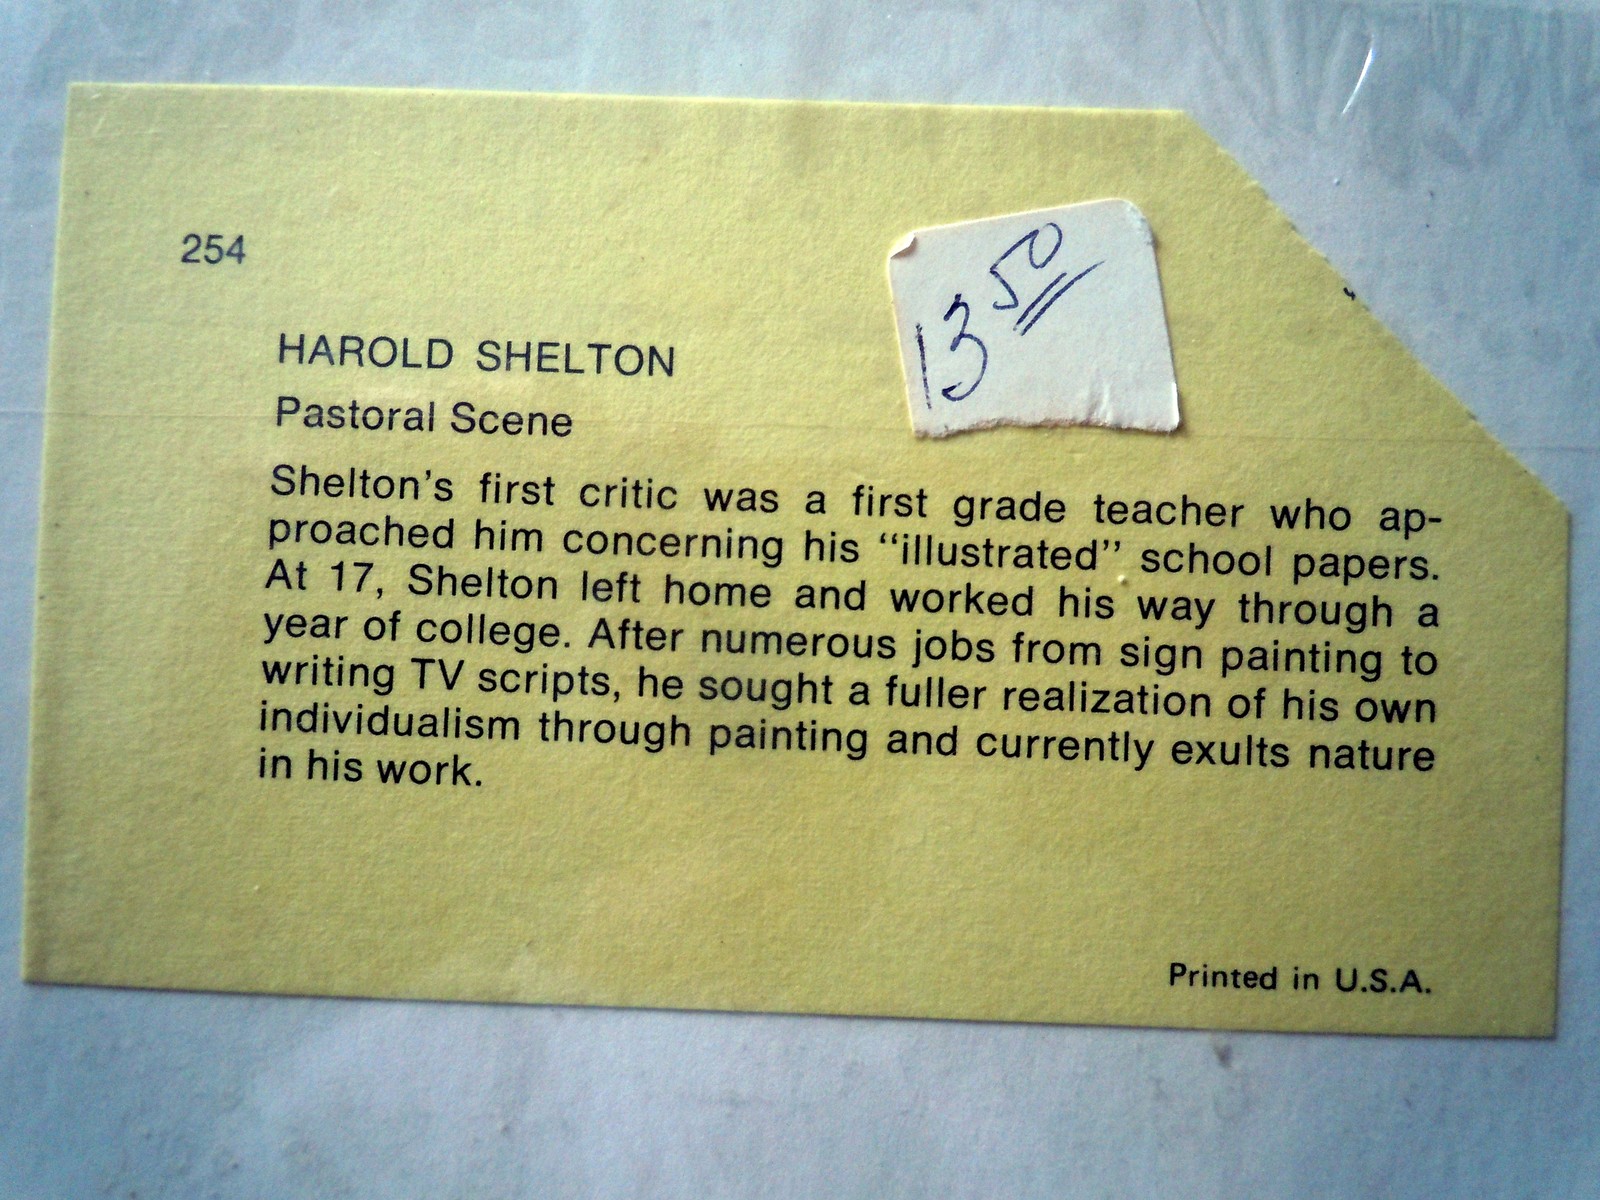 254
13 50
HAROLD SHELTON
Pastoral Scene
Shelton's first critic was a first grade teacher who ap-
proached him concerning his “illustrated” school papers.
At 17, Shelton left home and worked his way through a
year of college. After numerous jobs from sign painting to
writing TV scripts, he sought a fuller realization of his own
individualism through painting and currently exults nature
in his work.
Printed in U.S.A.